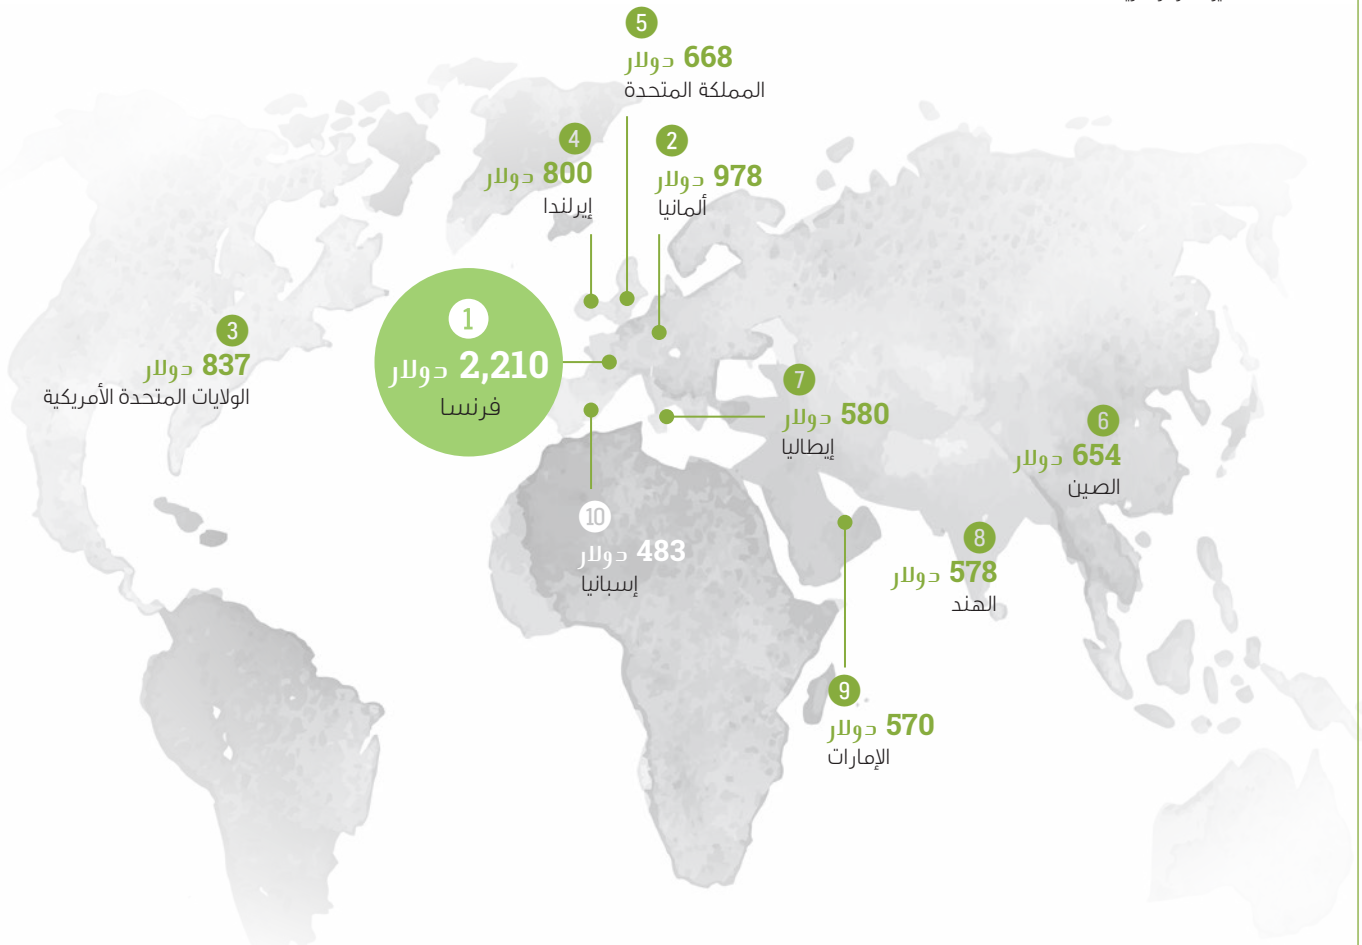 5
668 دولار
المملكة المتحدة
4
800 دولار
إيرلندا
2
978 دولار
ألمانيا
1
2,210 دولار
فرنسا
3
837 دولار
الولايات المتحدة الأمريكية
7
580 دولار
إيطاليا
6
654 دولار
الصين
10
483 دولار
إسبانيا
8
578 دولار
الهند
9
570 دولار
الإمارات